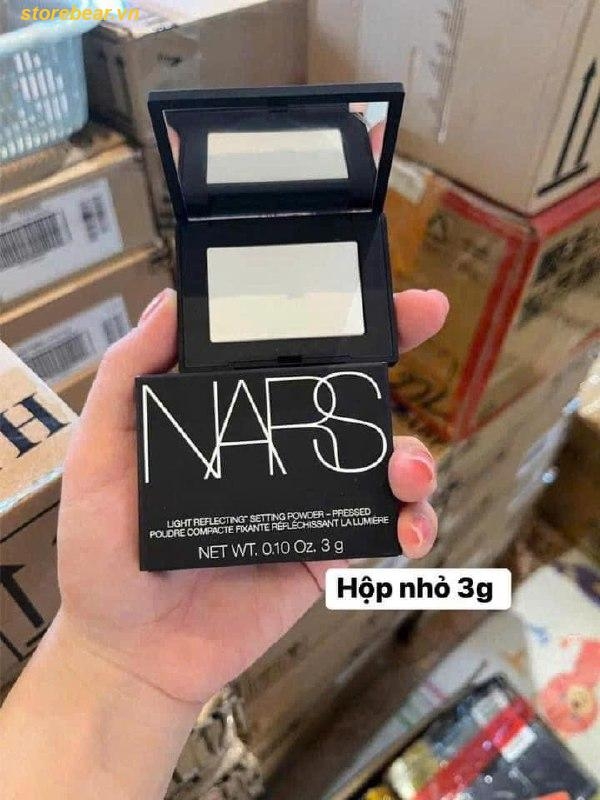 storebear.vn
NARS
LIGHT REFLECTING™ SETTING POWDER – PRESSED
POUDRE COMPACTE FIXANTE RÉFLÉCHISSANT LA LUMIÈRE
NET WT. 0.10 Oz. 3 g
Hộp nhỏ 3g
H